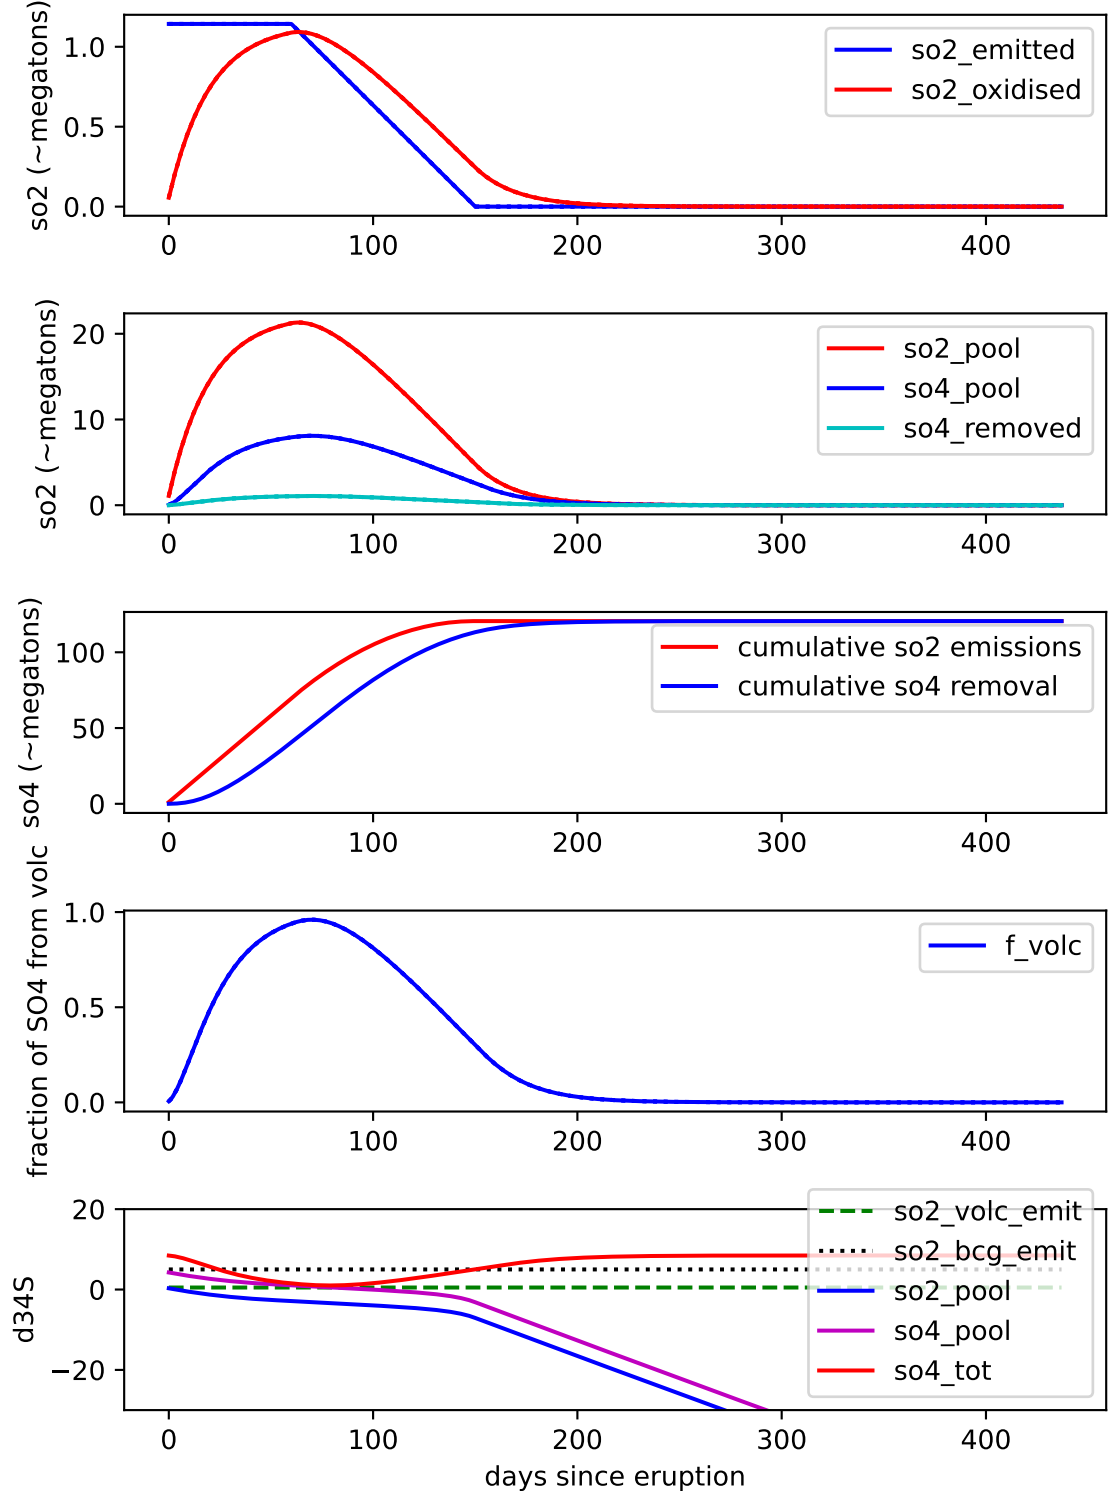 so2 (~megatons)
1.0
0.5
0.0
so2_emitted
so2_oxidised
0 100 200 300 400
so2 (~megatons)
20
10
0
so2_pool
so4_pool
so4_removed
0 100 200 300 400
so4 (~megatons)
100
50
0
cumulative so2 emissions
cumulative so4 removal
0 100 200 300 400
fraction of SO4 from volc
1.0
0.5
0.0
f_volc
0 100 200 300 400
d34S
20
0
−20
so2_volc_emit
so2_bcg_emit
so2_pool
so4_pool
so4_tot
0 100 200 300 400
days since eruption